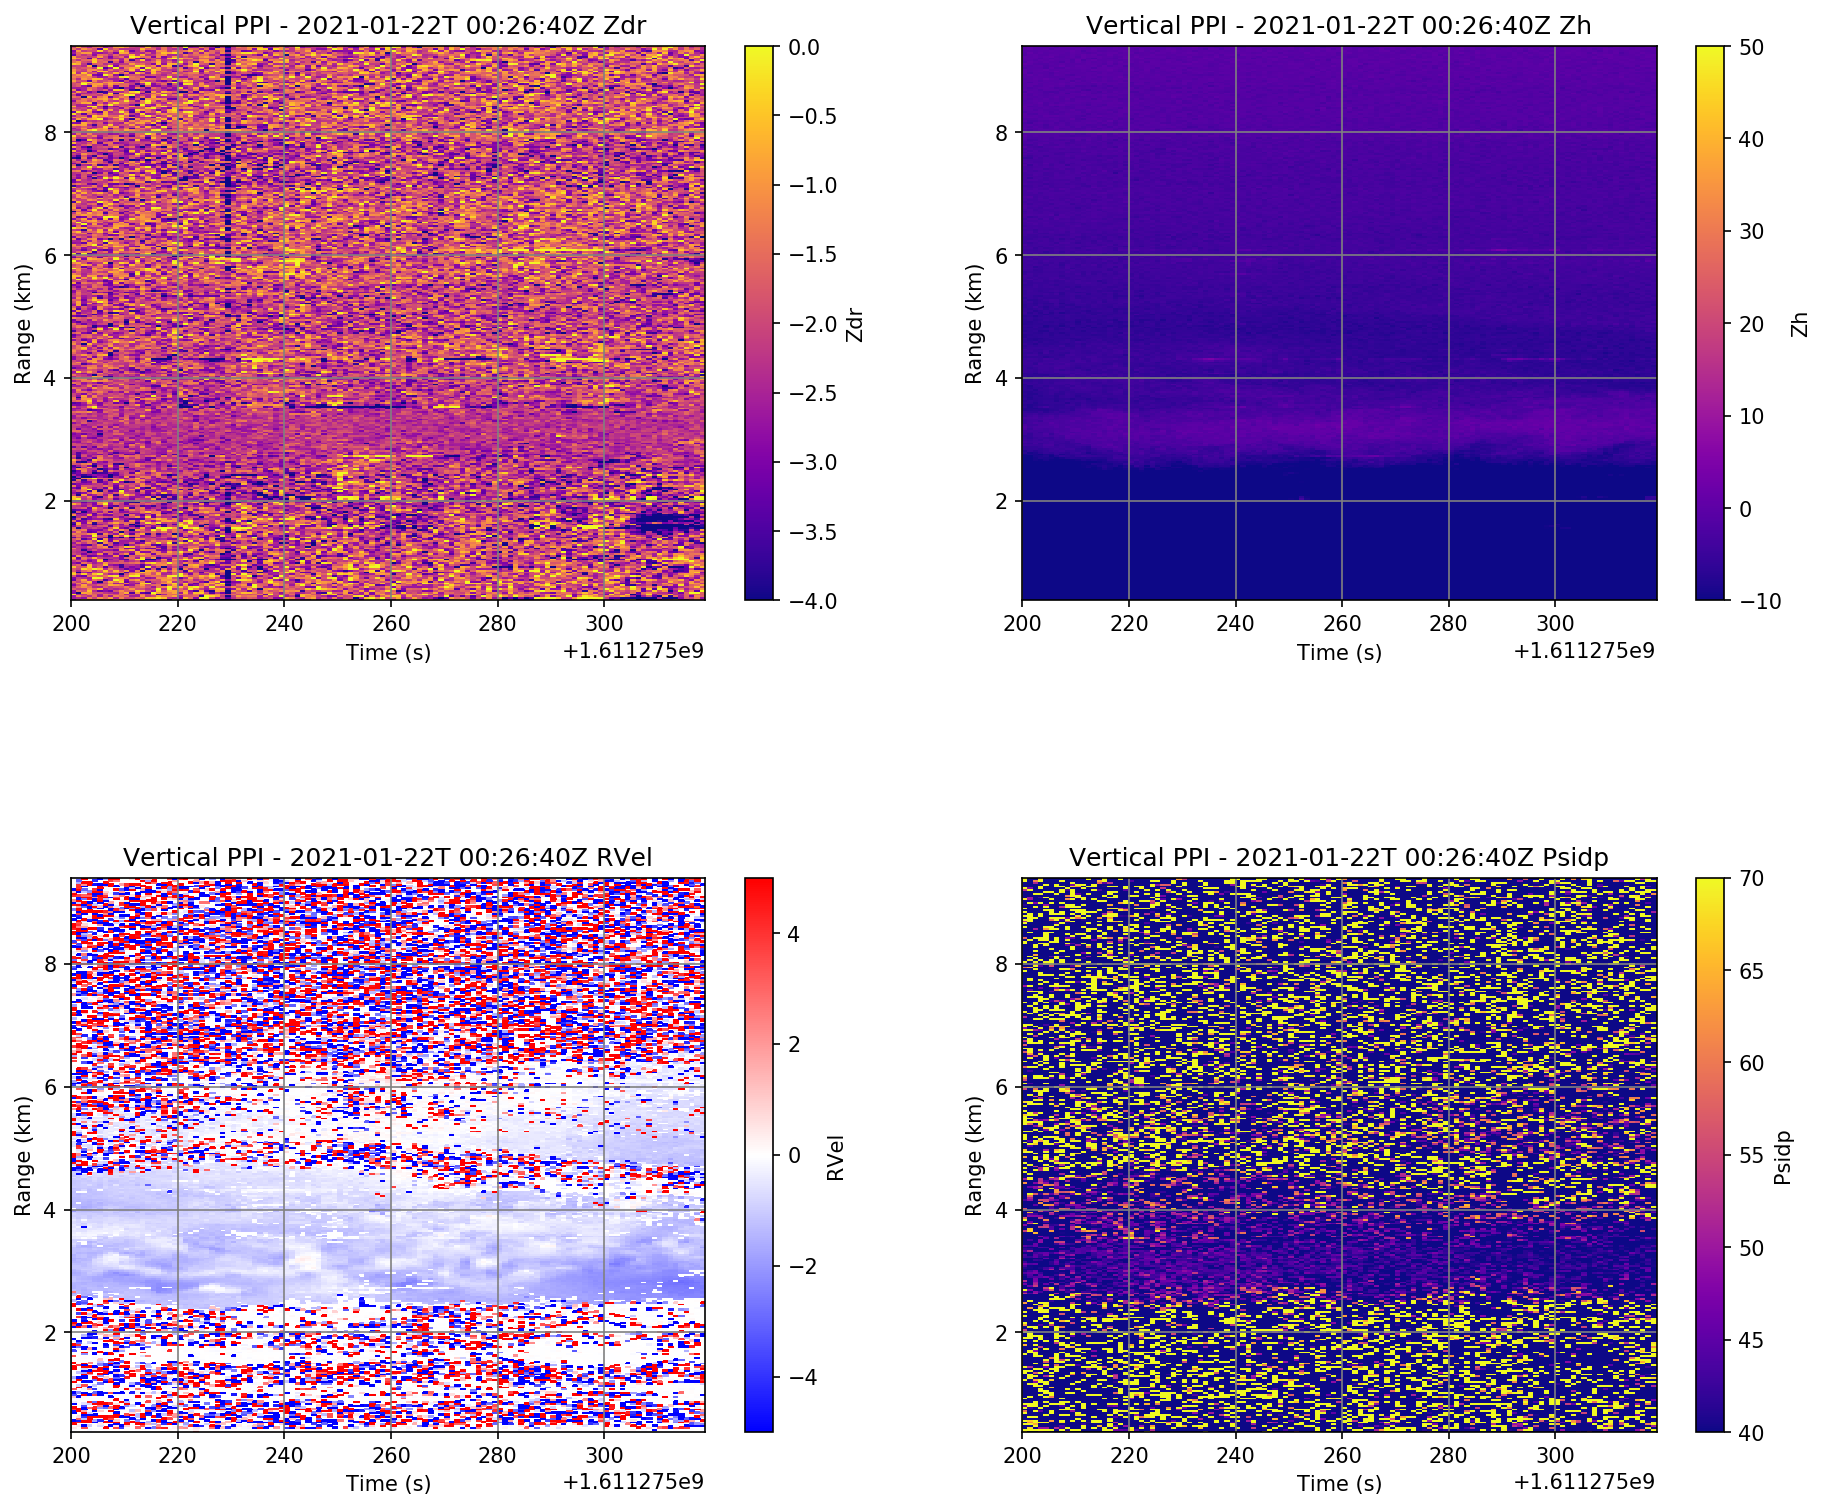 Vertical PPI - 2021-01-22T 00:26:40Z Zdr
Range (km)
8
6
4
2
200 220 240 260 280 300
Time (s)
+1.611275e9
0.0
−0.5
−1.0
−1.5
−2.0
−2.5
−3.0
−3.5
−4.0
Zdr
Vertical PPI - 2021-01-22T 00:26:40Z Zh
Range (km)
8
6
4
2
200 220 240 260 280 300
Time (s)
+1.611275e9
50
40
30
20
10
0
−10
Zh
Vertical PPI - 2021-01-22T 00:26:40Z RVel
Range (km)
8
6
4
2
200 220 240 260 280 300
Time (s)
+1.611275e9
4
2
0
−2
−4
RVel
Vertical PPI - 2021-01-22T 00:26:40Z Psidp
Range (km)
8
6
4
2
200 220 240 260 280 300
Time (s)
+1.611275e9
70
65
60
55
50
45
40
Psidp